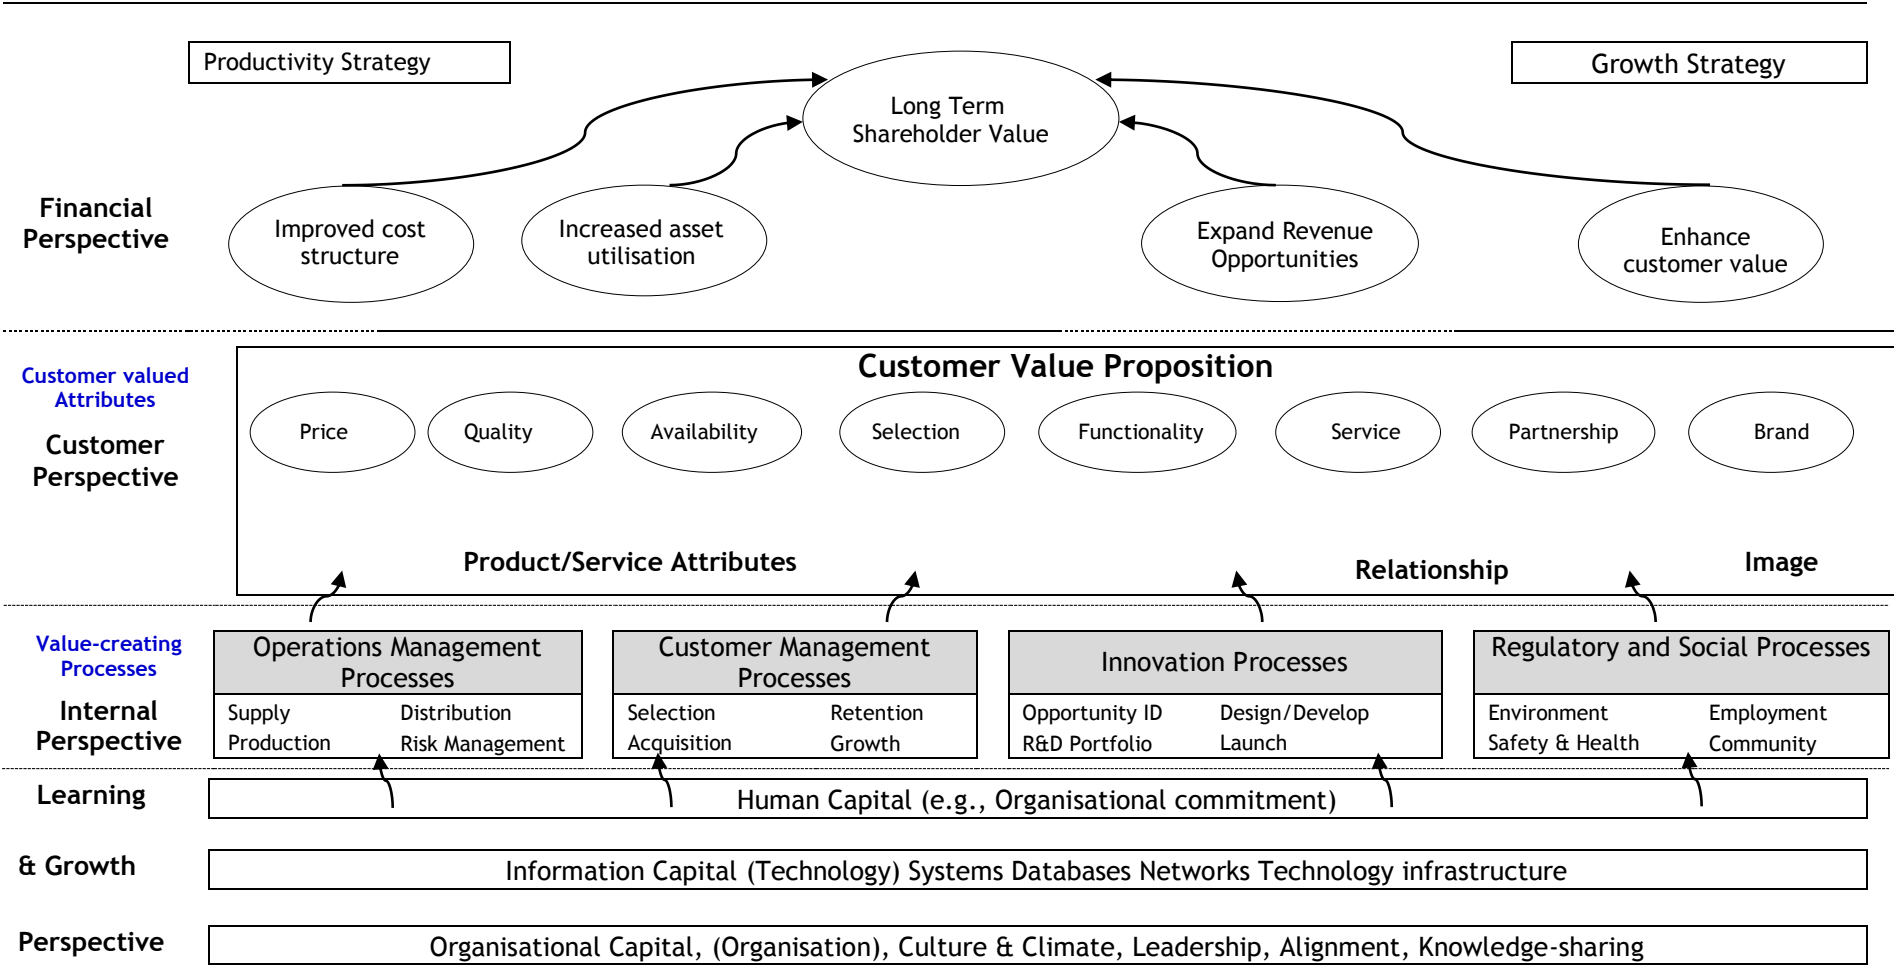 Productivity Strategy
Growth Strategy
Long Term
Shareholder Value
Financial
Perspective
Improved cost
structure
Increased asset
utilisation
Expand Revenue
Opportunities
Enhance
customer value
Customer Value Proposition
Customer valued
Attributes
Customer
Perspective
Price
Quality
Availability
Selection
Functionality
Service
Partnership
Brand
Product/Service Attributes
Relationship
Image
Value-creating
Processes
Internal
Perspective
Operations Management
Processes
Supply
Distribution
Production
Risk Management
Customer Management
Processes
Selection
Retention
Acquisition
Growth
Innovation Processes
Opportunity ID
Design/Develop
R&D Portfolio
Launch
Regulatory and Social Processes
Environment
Employment
Safety & Health
Community
Learning
Human Capital (e.g., Organisational commitment)
& Growth
Information Capital (Technology) Systems Databases Networks Technology infrastructure
Perspective
Organisational Capital, (Organisation), Culture & Climate, Leadership, Alignment, Knowledge-sharing